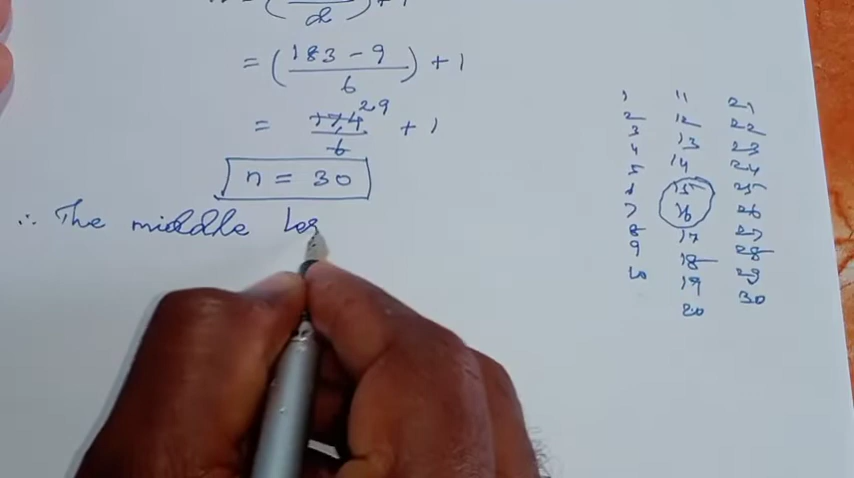 = (183 - 9 / 6) + 1
= 174 29 / 6 + 1
n = 30
∴ The middle
1 11 21
2 12 22
3 13 23
4 14 24
5 15 25
6 16 26
7 17 27
8 18 28
9 19 29
10 20 30